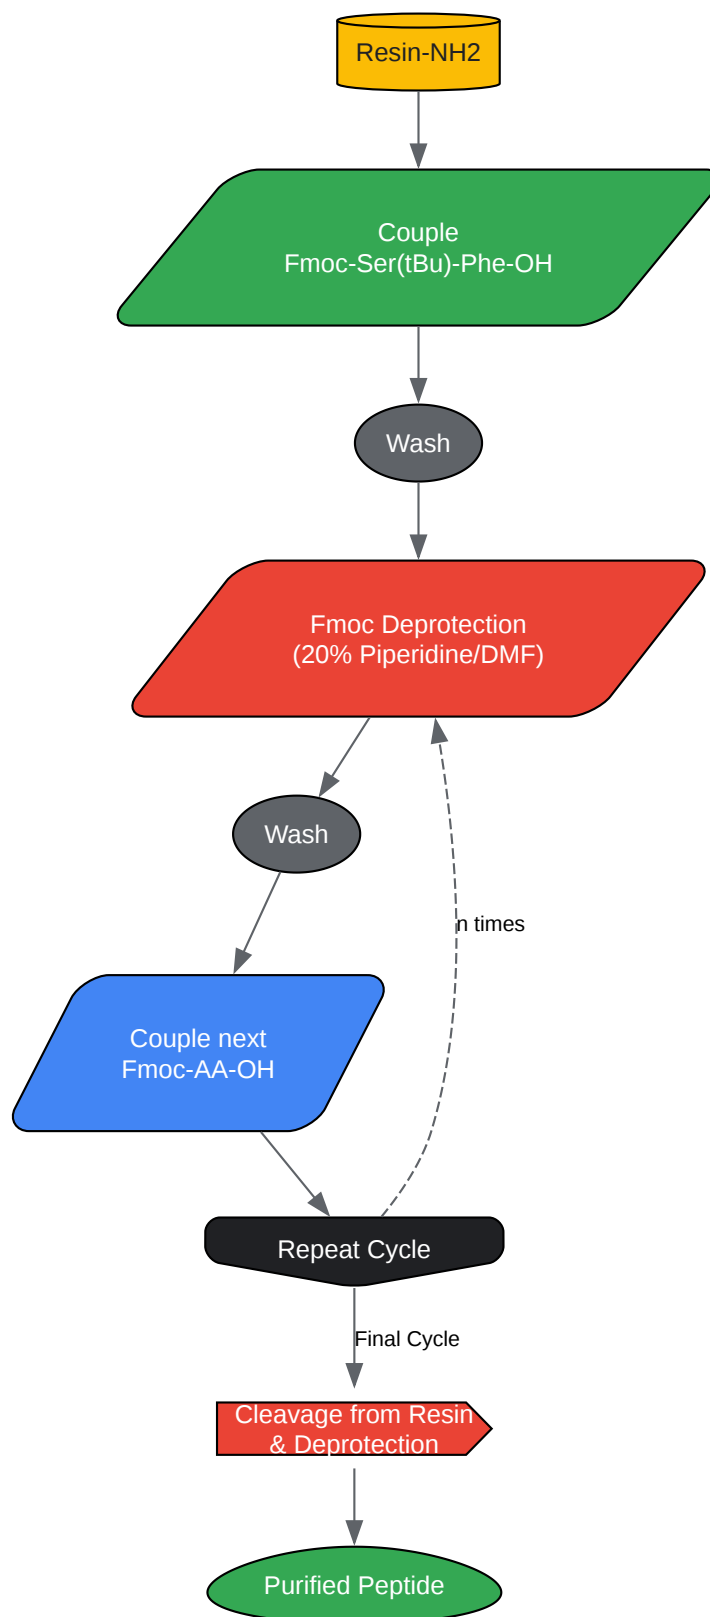 Resin-NH2
Couple
Fmoc-Ser(tBu)-Phe-OH
Wash
Fmoc Deprotection
(20% Piperidine/DMF)
Wash
n times
Couple next
Fmoc-AA-OH
Repeat Cycle
Final Cycle
Cleavage from Resin
& Deprotection
Purified Peptide